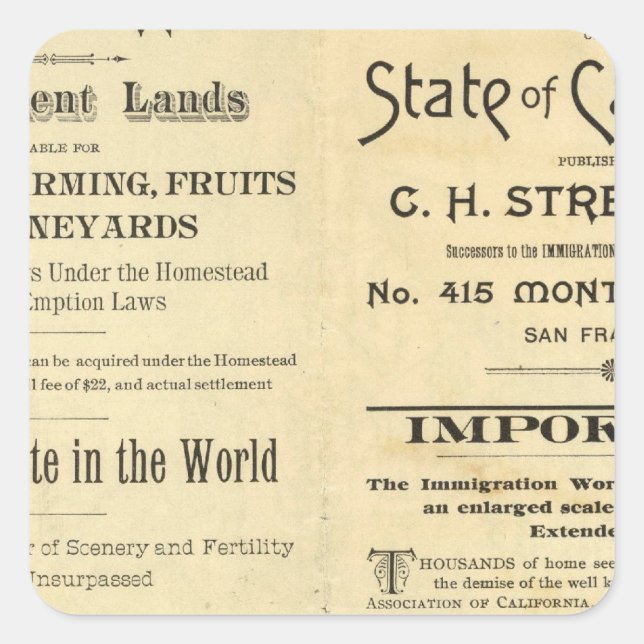 ent Lands
ABLE FOR
RMING, FRUITS
NEYARDS
s Under the Homestead
Emption Laws
can be acquired under the Homestead
l fee of $22, and actual settlement
te in the World
r of Scenery and Fertility
Unsurpassed
State of Ca
PUBLIS
C. H. STRE
Successors to the IMMIGRATION
No. 415 MONT
SAN FRA
IMPOR
The Immigration Wor
an enlarged scale
Extende
THOUSANDS of home see
the demise of the well k
ASSOCIATION OF CALIFORNIA